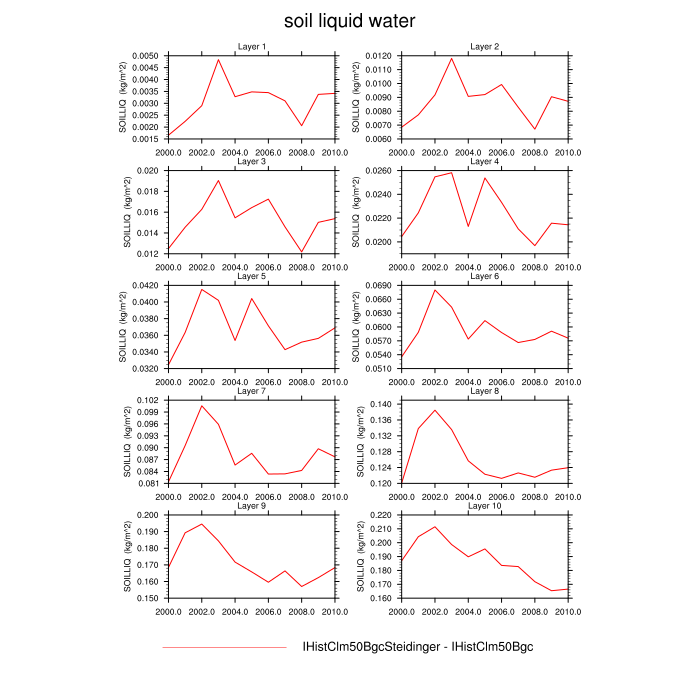 soil liquid water
Layer 1
Layer 2
0.0050
0.0045
0.0040
0.0035
0.0030
0.0025
0.0020
0.0015
SOILLIQ (kg/m^2)
2000.0 2002.0 2004.0 2006.0 2008.0 2010.0
0.0120
0.0110
0.0100
0.0090
0.0080
0.0070
0.0060
SOILLIQ (kg/m^2)
2000.0 2002.0 2004.0 2006.0 2008.0 2010.0
Layer 3
Layer 4
0.020
0.018
0.016
0.014
0.012
SOILLIQ (kg/m^2)
2000.0 2002.0 2004.0 2006.0 2008.0 2010.0
0.0260
0.0240
0.0220
0.0200
SOILLIQ (kg/m^2)
2000.0 2002.0 2004.0 2006.0 2008.0 2010.0
Layer 5
Layer 6
0.0420
0.0400
0.0380
0.0360
0.0340
0.0320
SOILLIQ (kg/m^2)
2000.0 2002.0 2004.0 2006.0 2008.0 2010.0
0.0690
0.0660
0.0630
0.0600
0.0570
0.0540
0.0510
SOILLIQ (kg/m^2)
2000.0 2002.0 2004.0 2006.0 2008.0 2010.0
Layer 7
Layer 8
0.102
0.099
0.096
0.093
0.090
0.087
0.084
0.081
SOILLIQ (kg/m^2)
2000.0 2002.0 2004.0 2006.0 2008.0 2010.0
0.140
0.136
0.132
0.128
0.124
0.120
SOILLIQ (kg/m^2)
2000.0 2002.0 2004.0 2006.0 2008.0 2010.0
Layer 9
Layer 10
0.200
0.190
0.180
0.170
0.160
0.150
SOILLIQ (kg/m^2)
2000.0 2002.0 2004.0 2006.0 2008.0 2010.0
0.220
0.210
0.200
0.190
0.180
0.170
0.160
SOILLIQ (kg/m^2)
2000.0 2002.0 2004.0 2006.0 2008.0 2010.0
IHistClm50BgcSteidinger - IHistClm50Bgc